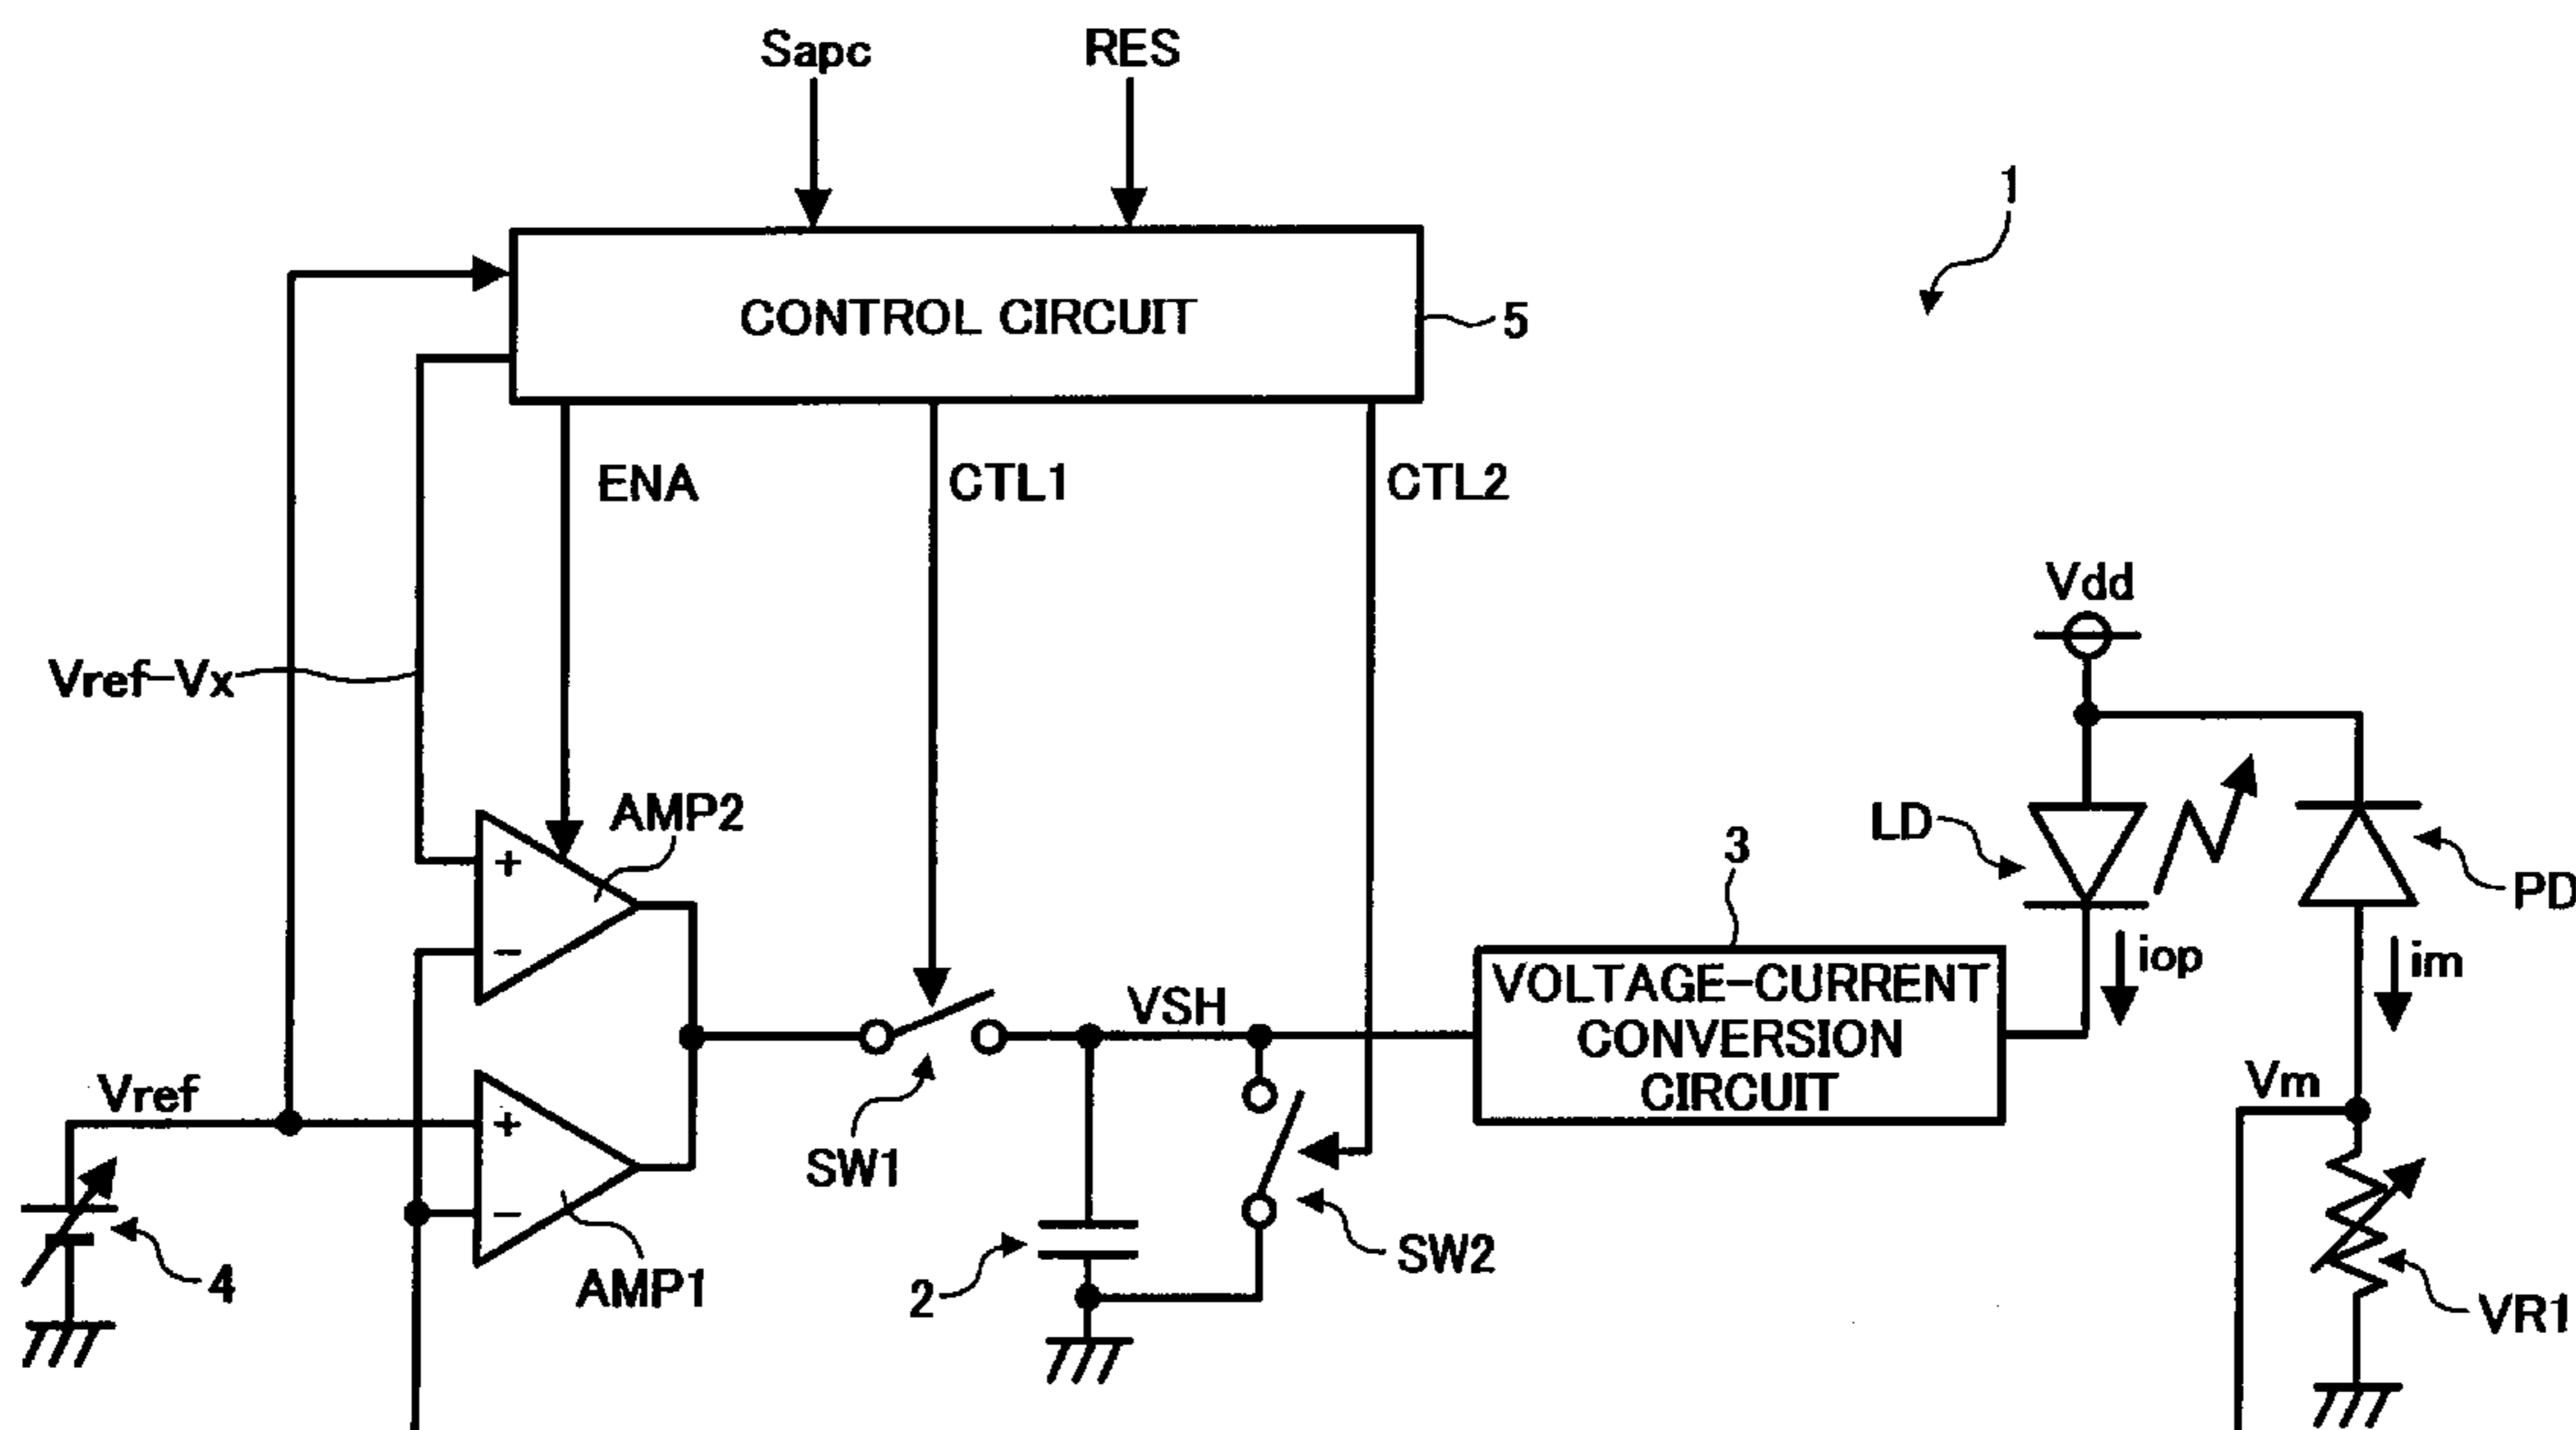 Sapc
RES
1
CONTROL CIRCUIT
5
ENA
CTL1
CTL2
Vdd
Vref-Vx
AMP2
+
-
LD
PD
3
VOLTAGE-CURRENT
CONVERSION
CIRCUIT
iop
im
VSH
Vm
Vref
+
-
SW1
AMP1
4
2
SW2
VR1